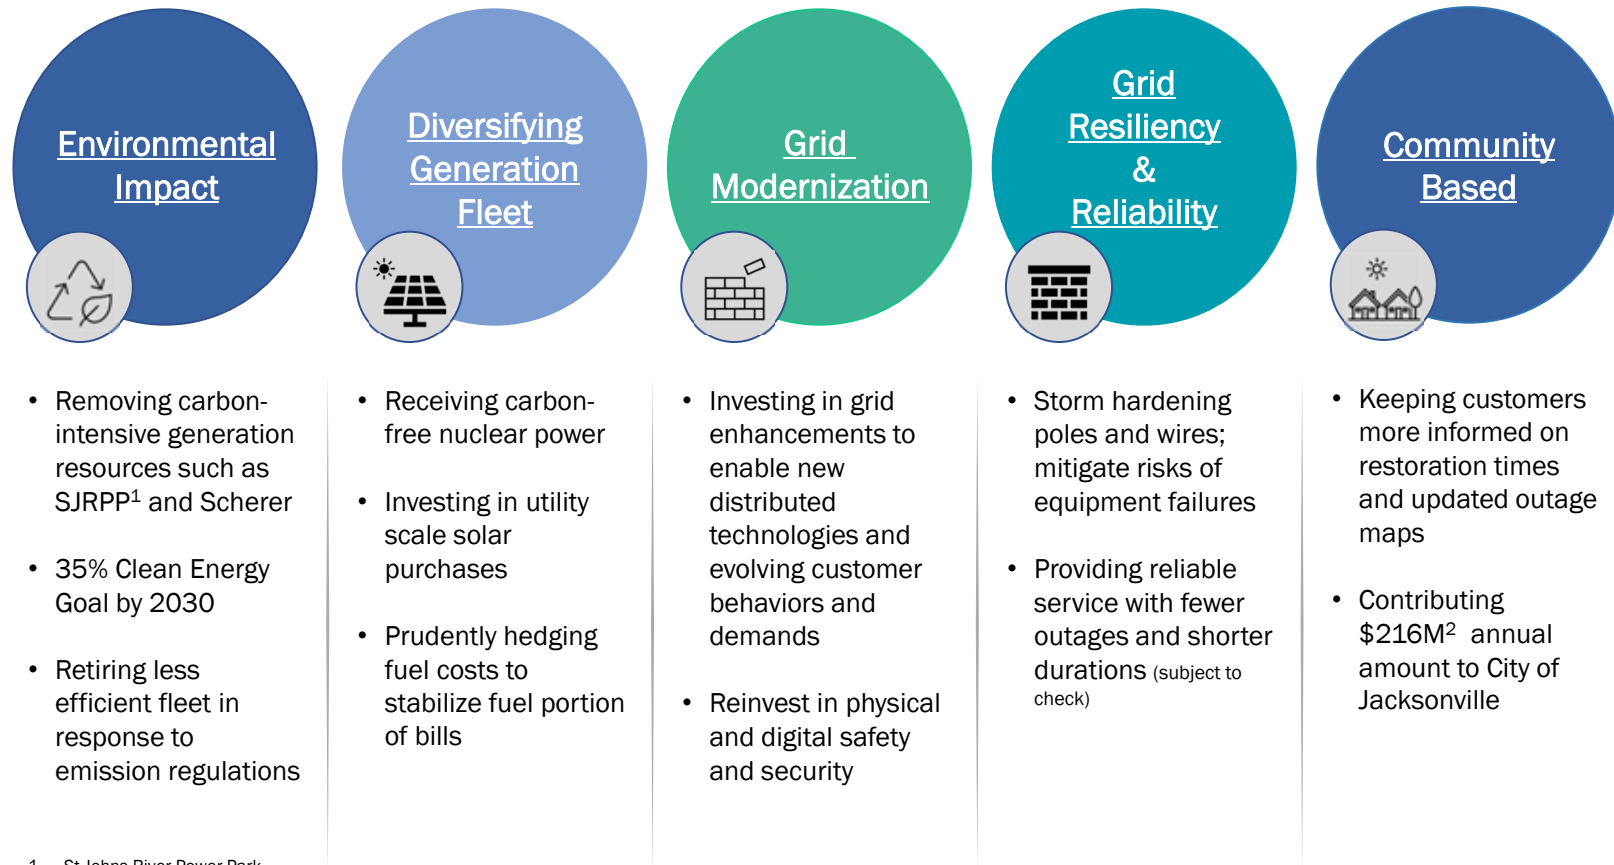 Environmental
Impact
Diversifying
Generation
Fleet
Grid
Modernization
Grid
Resiliency
&
Reliability
Community
Based
• Removing carbon-
intensive generation
resources such as
SJRPP1 and Scherer
• 35% Clean Energy
Goal by 2030
• Retiring less
efficient fleet in
response to
emission regulations
• Receiving carbon-
free nuclear power
• Investing in utility
scale solar
purchases
• Prudently hedging
fuel costs to
stabilize fuel portion
of bills
• Investing in grid
enhancements to
enable new
distributed
technologies and
evolving customer
behaviors and
demands
• Reinvest in physical
and digital safety
and security
• Storm hardening
poles and wires;
mitigate risks of
equipment failures
• Providing reliable
service with fewer
outages and shorter
durations (subject to
check)
• Keeping customers
more informed on
restoration times
and updated outage
maps
• Contributing
$216M2 annual
amount to City of
Jacksonville
1 St Johns River Power Park